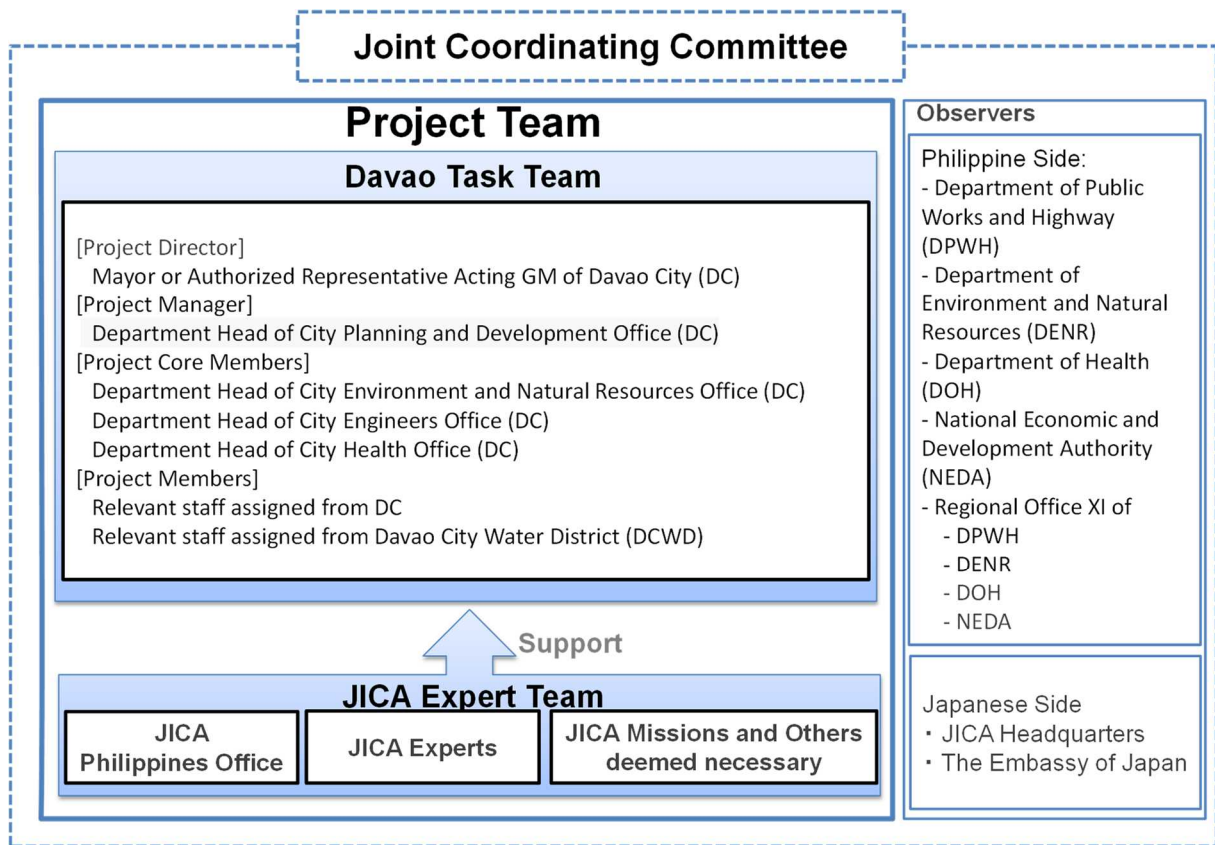 Joint Coordinating Committee
Project Team
Davao Task Team
[Project Director]
Mayor or Authorized Representative Acting GM of Davao City (DC)
[Project Manager]
Department Head of City Planning and Development Office (DC)
[Project Core Members]
Department Head of City Environment and Natural Resources Office (DC)
Department Head of City Engineers Office (DC)
Department Head of City Health Office (DC)
[Project Members]
Relevant staff assigned from DC
Relevant staff assigned from Davao City Water District (DCWD)
Support
JICA Expert Team
JICA
Philippines Office
JICA Experts
JICA Missions and Others
deemed necessary
Observers
Philippine Side:
- Department of Public
Works and Highway
(DPWH)
- Department of
Environment and Natural
Resources (DENR)
- Department of Health
(DOH)
- National Economic and
Development Authority
(NEDA)
- Regional Office XI of
- DPWH
- DENR
- DOH
- NEDA
Japanese Side
・JICA Headquarters
・The Embassy of Japan